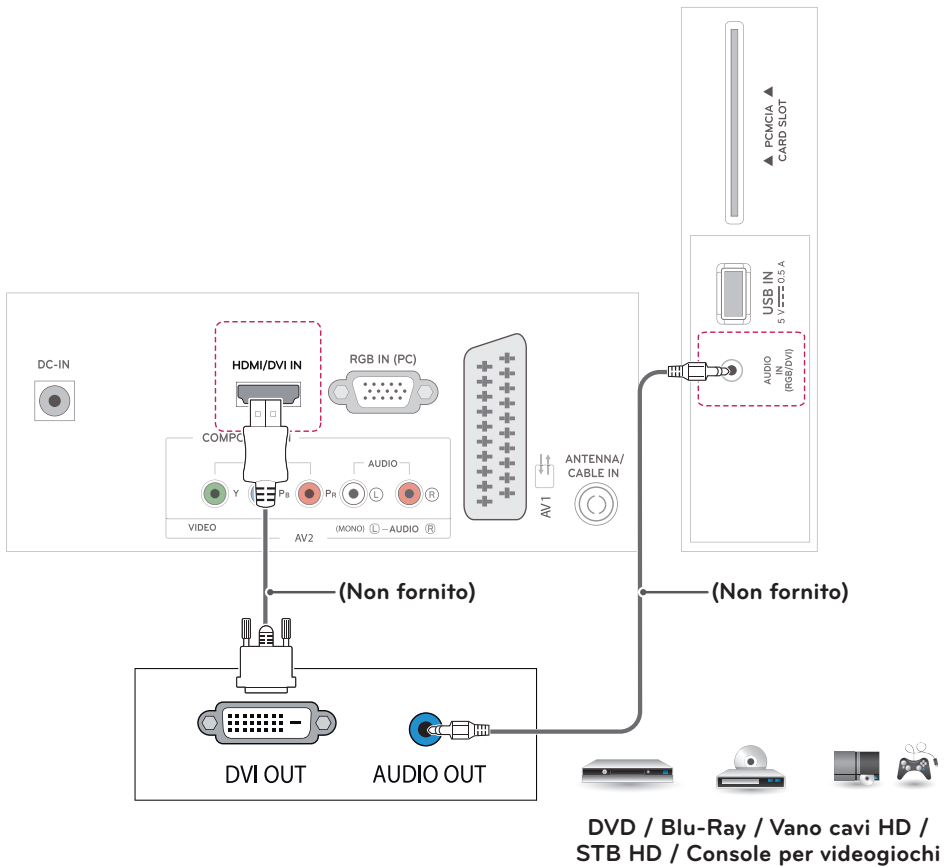 ▲ PCMCIA ▲
CARD SLOT
USB IN
5 V 0.5 A
AUDIO
IN
(RGB/DVI)
DC-IN
HDMI/DVI IN
RGB IN (PC)
ANTENNA/
CABLE IN
AV1
AUDIO
Y PB PR L R
VIDEO
(MONO) L - AUDIO R
AV2
(Non fornito)
(Non fornito)
DVI OUT
AUDIO OUT
DVD / Blu-Ray / Vano cavi HD /
STB HD / Console per videogiochi